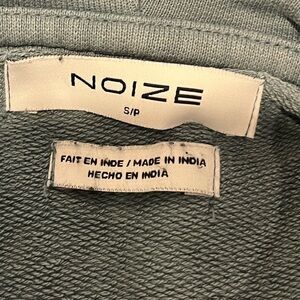 NOIZE
S/P
FAIT EN INDE / MADE IN INDIA
HECHO EN INDIA